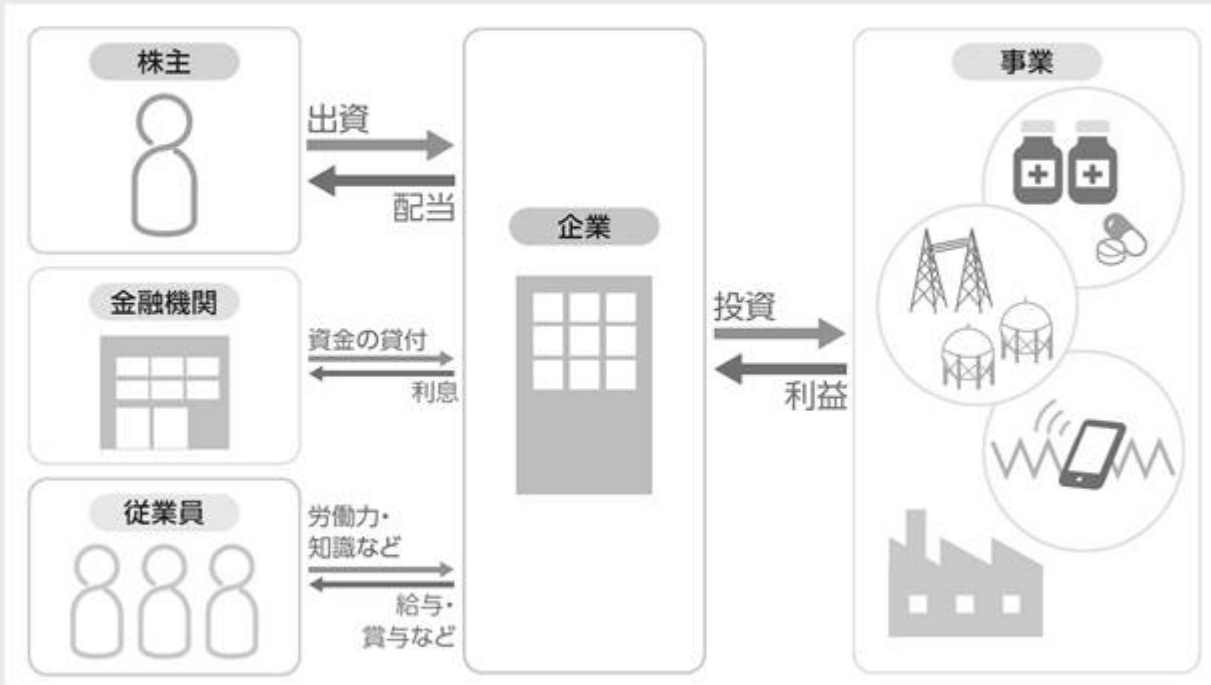 株主
出資
配当
金融機関
資金の貸付
利息
従業員
労働力・
知識など
給与・
賞与など
企業
投資
利益
事業